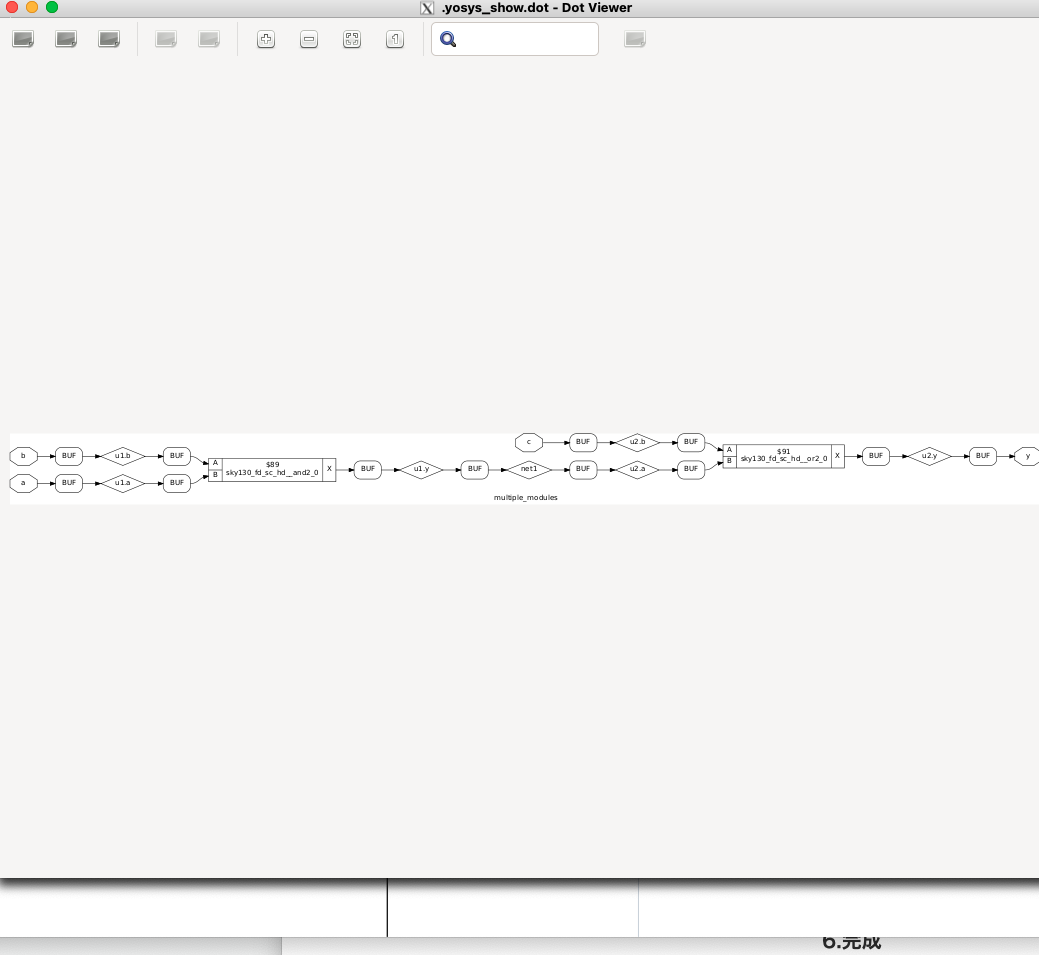 .yosys_show.dot - Dot Viewer
c BUF u2.b BUF
b BUF u1.b BUF
A $89 X
B sky130_fd_sc_hd__and2_0
a BUF u1.a BUF
BUF u1.y BUF net1 BUF u2.a BUF
A $91 X
B sky130_fd_sc_hd__or2_0
BUF u2.y BUF y
multiple_modules
6.完成